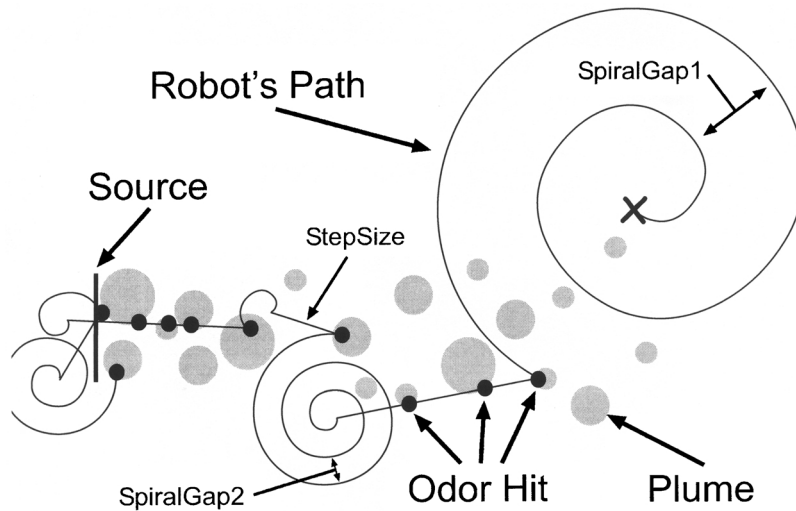 SpiralGap1
Robot's Path
Source
StepSize
SpiralGap2
Odor Hit
Plume